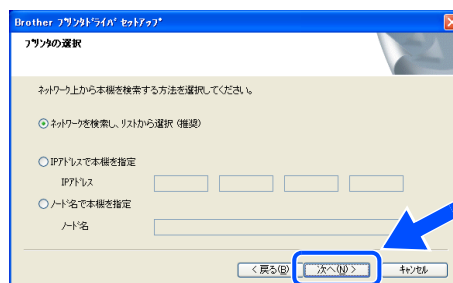 Brother プリンタドライバ セットアップ
プリンタの選択
ネットワーク上から本機を検索する方法を選択してください。
ネットワークを検索し、リストから選択 (推奨)
IPアドレスで本機を指定
IPアドレス
ノード名で本機を指定
ノード名
< 戻る(B)
次へ(N) >
キャンセル